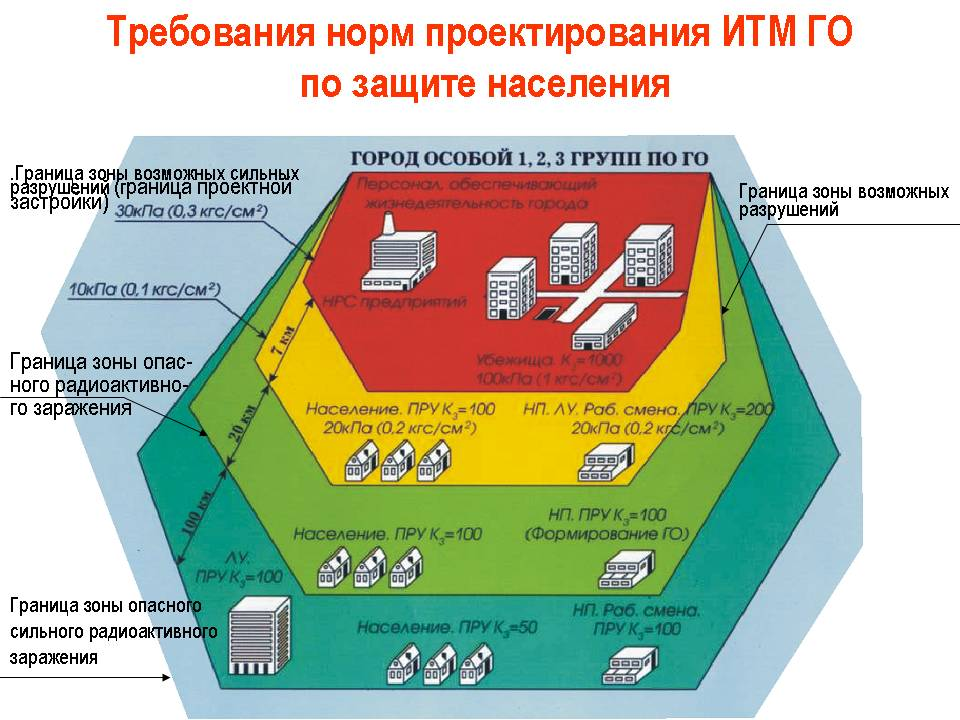 Требования норм проектирования ИТМ ГО
по защите населения
ГОРОД ОСОБОЙ 1, 2, 3 ГРУПП ПО ГО
.Граница зоны возможных сильных
разрушений (граница проектной
застройки)
30кПа (0,3 кгс/см²)
Персонал, обеспечивающий
жизнедеятельность города
Граница зоны возможных
разрушений
10кПа (0,1 кгс/см²)
НРС предприятий
7 км
Убежища. К₃=1000
100кПа (1 кгс/см²)
Граница зоны опас-
ного радиоактивно-
го заражения
20 км
Население. ПРУ К₃=100
20кПа (0,2 кгс/см²)
НП. ЛУ. Раб. смена. ПРУ К₃=200
20кПа (0,2 кгс/см²)
100 км
Население. ПРУ К₃=100
НП. ПРУ К₃=100
(Формирование ГО)
ЛУ.
ПРУ К₃=100
Граница зоны опасного
сильного радиоактивного
заражения
Население. ПРУ К₃=50
НП. Раб. смена.
ПРУ К₃=100